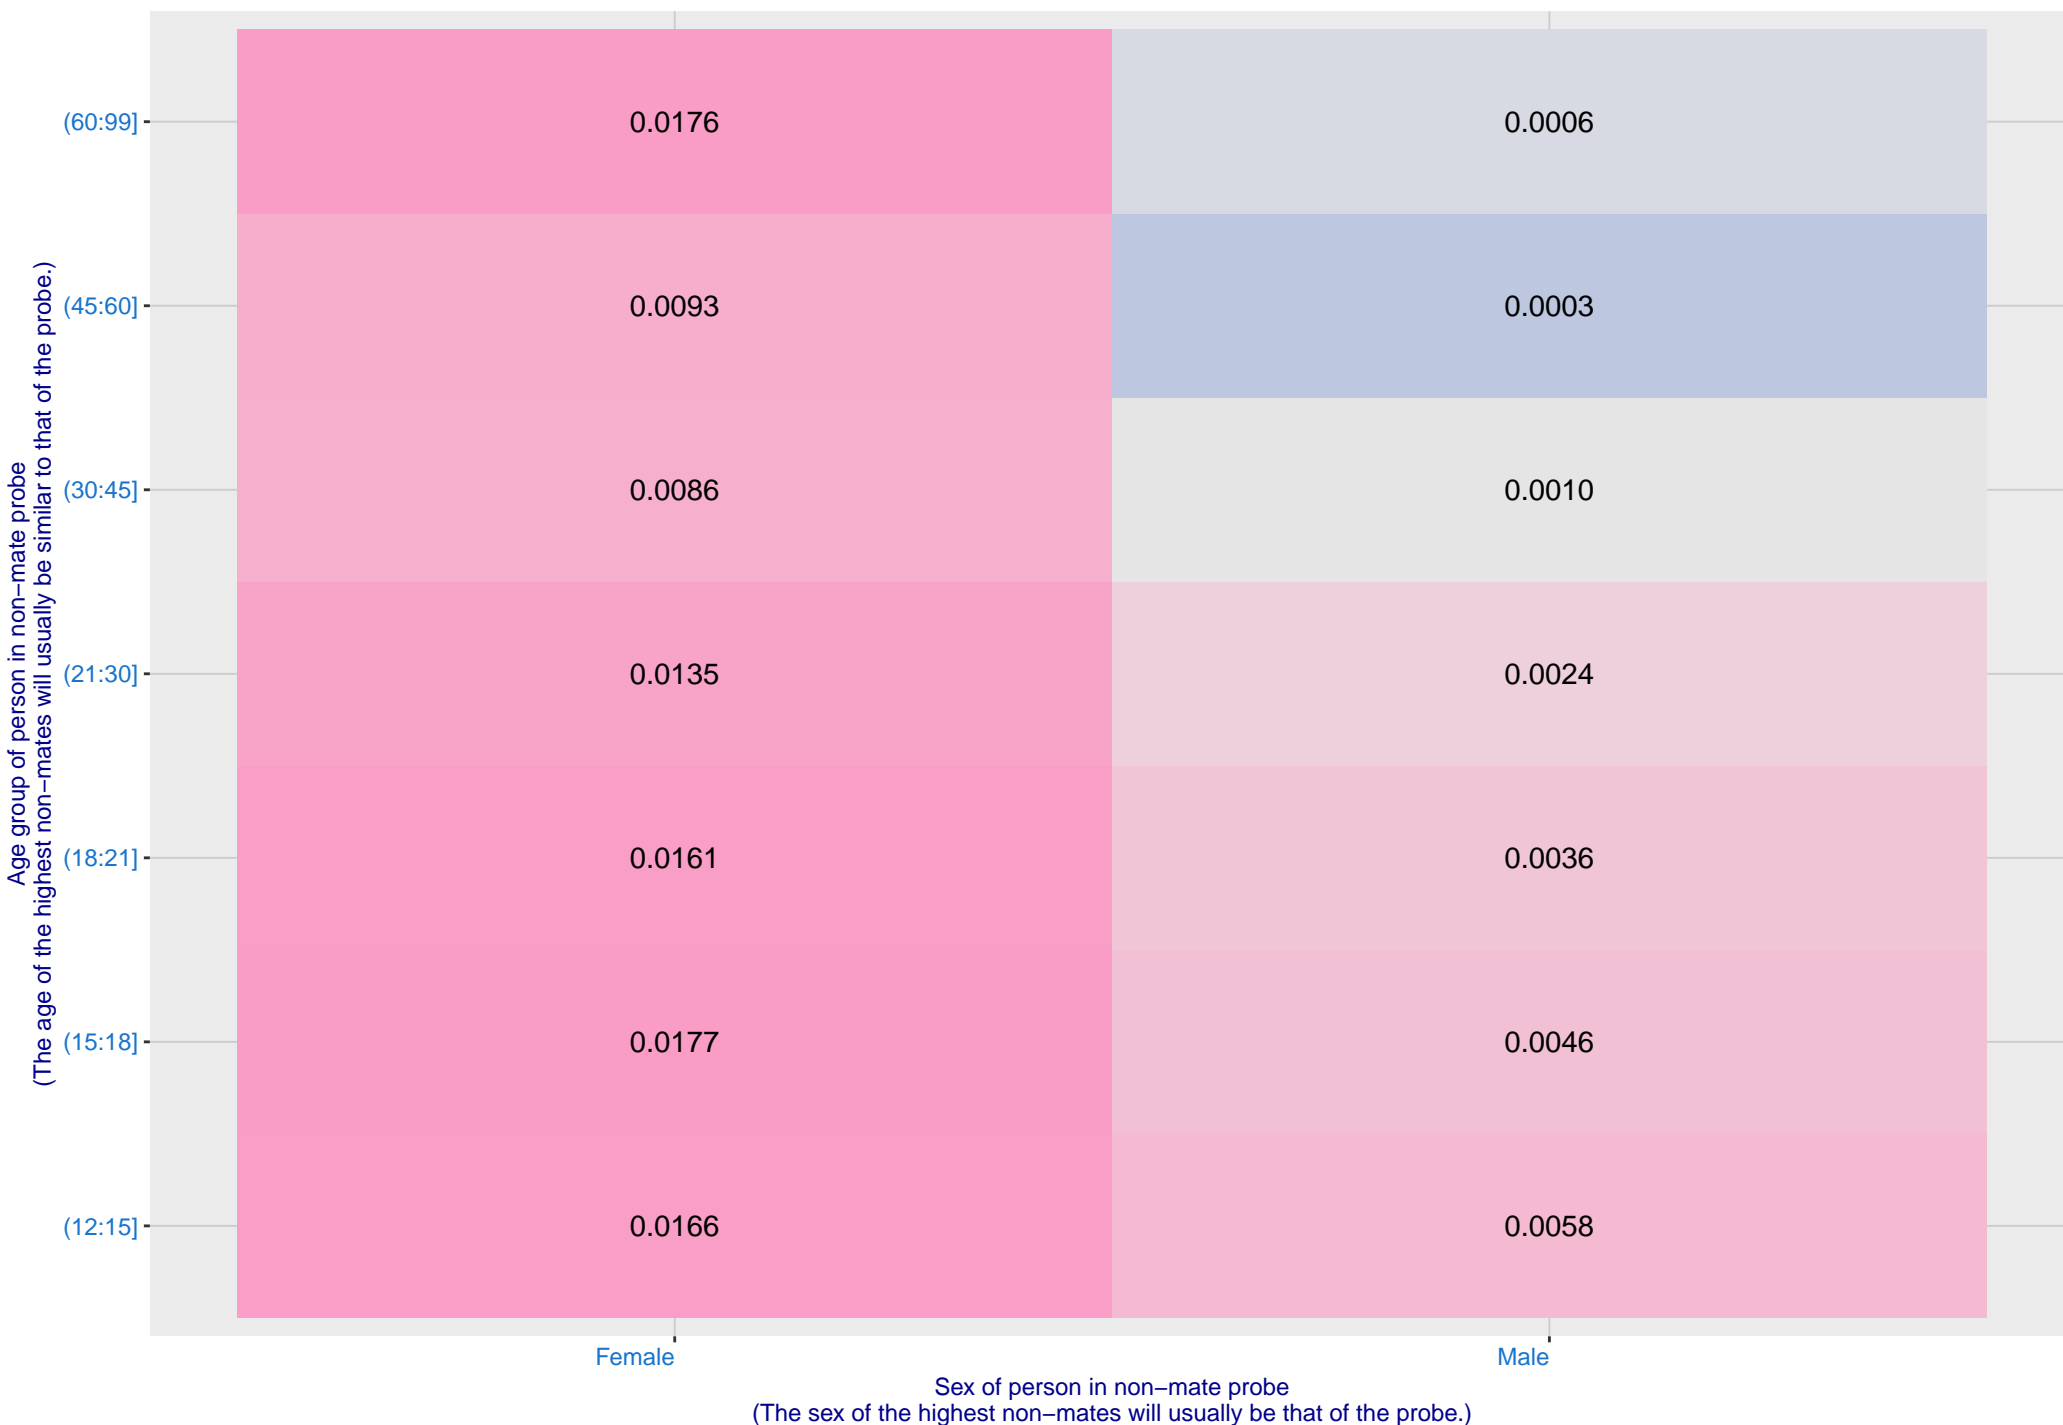 Age group of person in non−mate probe
(The age of the highest non−mates will usually be similar to that of the probe.)
(60:99] 0.0176 0.0006
(45:60] 0.0093 0.0003
(30:45] 0.0086 0.0010
(21:30] 0.0135 0.0024
(18:21] 0.0161 0.0036
(15:18] 0.0177 0.0046
(12:15] 0.0166 0.0058
Female Male
Sex of person in non−mate probe
(The sex of the highest non−mates will usually be that of the probe.)